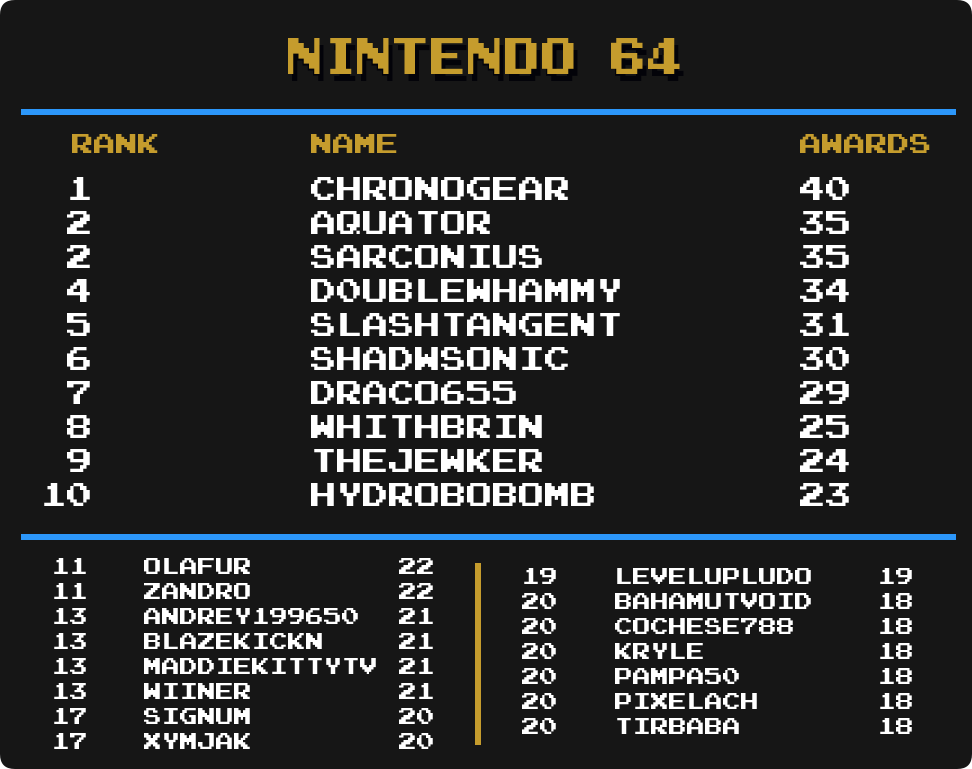 NINTENDO 64
RANK NAME AWARDS
1 CHRONOGEAR 40
2 AQUATOR 35
2 SARCONIUS 35
4 DOUBLEWHAMMY 34
5 SLASHTANGENT 31
6 SHADWSONIC 30
7 DRACO655 29
8 WHITHBRIN 25
9 THEJEWKER 24
10 HYDROBOBOMB 23
11 OLAFUR 22
11 ZANDRO 22
13 ANDREY199650 21
13 BLAZEKICKN 21
13 MADDIEKITTYTV 21
13 WIINER 21
17 SIGNUM 20
17 XYMJAK 20
19 LEVELUPLUDO 19
20 BAHAMUTVOID 18
20 COCHESE788 18
20 KRYLE 18
20 PAMPA50 18
20 PIXELACH 18
20 TIRBABA 18